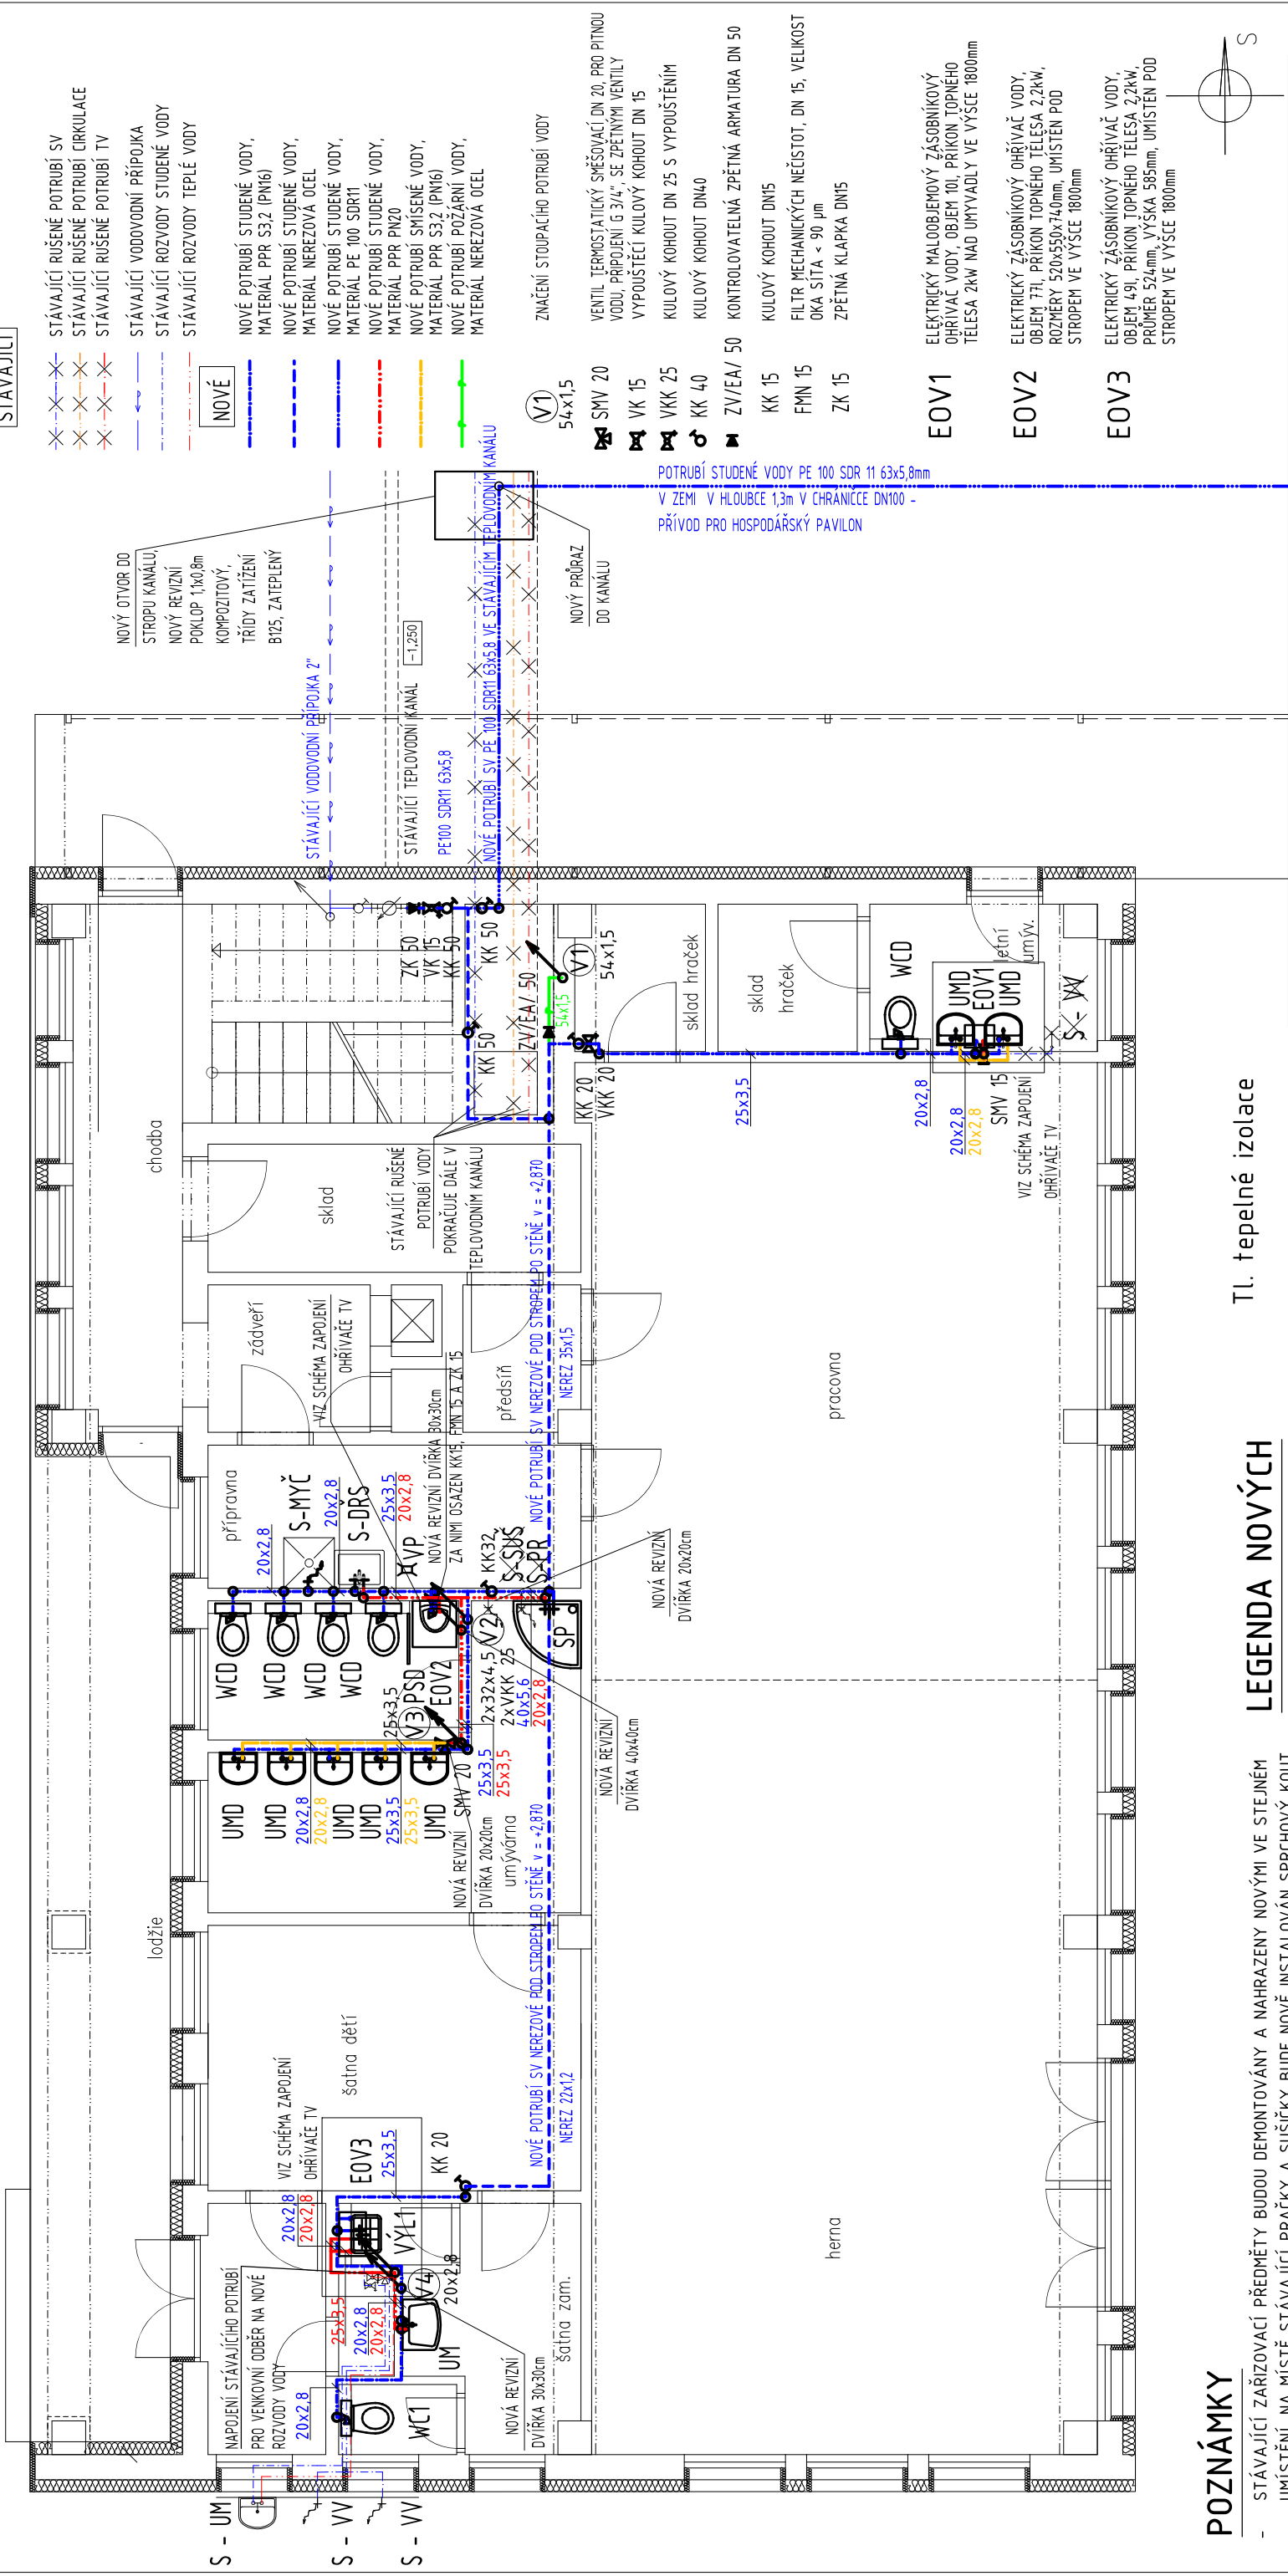 STÁVAJÍCÍ
STÁVAJÍCÍ RUŠENÉ POTRUBÍ SV
STÁVAJÍCÍ RUŠENÉ POTRUBÍ CIRKULACE
STÁVAJÍCÍ RUŠENÉ POTRUBÍ TV
STÁVAJÍCÍ VODOVODNÍ PŘÍPOJKA
STÁVAJÍCÍ ROZVODY STUDENÉ VODY
STÁVAJÍCÍ ROZVODY TEPLÉ VODY
NOVÉ
NOVÉ POTRUBÍ STUDENÉ VODY,
MATERIÁL PPR S3,2 (PN16)
NOVÉ POTRUBÍ STUDENÉ VODY,
MATERIÁL NEREZOVÁ OCEL
NOVÉ POTRUBÍ STUDENÉ VODY,
MATERIÁL PE 100 SDR11
NOVÉ POTRUBÍ STUDENÉ VODY,
MATERIÁL PPR PN20
NOVÉ POTRUBÍ SMÍSENÉ VODY,
MATERIÁL PPR S3,2 (PN16)
NOVÉ POTRUBÍ POŽÁRNÍ VODY,
MATERIÁL NEREZOVÁ OCEL
V1
54x1,5
ZNAČENÍ STOUPACÍHO POTRUBÍ VODY
SMV 20
VENTIL TERMOSTATICKÝ SMĚŠOVACÍ DN 20, PRO PITNOU
VODU, PŘIPOJENÍ G 3/4", SE ZPĚTNÝMI VENTILY
VK 15
VYPOUŠTĚCÍ KULOVÝ KOHOUT DN 15
VKK 25
KULOVÝ KOHOUT DN 25 S VYPOUŠTĚNÍM
KK 40
KULOVÝ KOHOUT DN40
ZV/EA/ 50
KONTROLOVATELNÁ ZPĚTNÁ ARMATURA DN 50
KK 15
KULOVÝ KOHOUT DN15
FMN 15
FILTR MECHANICKÝCH NEČISTOT, DN 15, VELIKOST
OKA SÍTA < 90 µm
ZK 15
ZPĚTNÁ KLAPKA DN15
EOV1
ELEKTRICKÝ MALOOBJEMOVÝ ZÁSOBNÍKOVÝ
OHŘÍVAČ VODY, OBJEM 10l, PŘÍKON TOPNÉHO
TĚLESA 2kW NAD UMYVADLY VE VÝŠCE 1800mm
EOV2
ELEKTRICKÝ ZÁSOBNÍKOVÝ OHŘÍVAČ VODY,
OBJEM 77l, PŘÍKON TOPNÉHO TĚLESA 2,2kW,
ROZMĚRY 520x550x740mm, UMÍSTĚN POD
STROPEM VE VÝŠCE 1800mm
EOV3
ELEKTRICKÝ ZÁSOBNÍKOVÝ OHŘÍVAČ VODY,
OBJEM 49l, PŘÍKON TOPNÉHO TĚLESA 2,2kW,
PRŮMĚR 524mm, VÝŠKA 585mm, UMÍSTĚN POD
STROPEM VE VÝŠCE 1800mm
S
NOVÝ OTVOR DO
STROPU KANÁLU,
NOVÝ REVIZNÍ
POKLOP 1,1x0,8m
KOMPOZITOVÝ,
TŘÍDY ZATÍŽENÍ
B125, ZATEPLENÝ
STÁVAJÍCÍ VODOVODNÍ PŘÍPOJKA 2"
STÁVAJÍCÍ TEPLOVODNÍ KANÁL
-1,250
PE100 SDR11 63x5,8
NOVÉ POTRUBÍ SV PE 100 SDR11 63x5,8 VE STÁVAJÍCÍM TEPLOVODNÍM KANÁLU
NOVÝ PRŮRAZ
DO KANÁLU
POTRUBÍ STUDENÉ VODY PE 100 SDR 11 63x5,8mm
V ZEMI V HLOUBCE 1,3m V CHRÁNIČCE DN100 -
PŘÍVOD PRO HOSPODÁŘSKÝ PAVILON
chodba
ZK 50
VK 15
KK 50
KK 50
KK 50
ZV/EA/ 50
54x1,5
V1
54x1,5
KK 20
VKK 20
sklad hraček
sklad
hraček
WCD
UMD
EOV1
UMD
letní
umýv.
S- VV
25x3,5
20x2,8
20x2,8
20x2,8
SMV 15
VIZ SCHÉMA ZAPOJENÍ
OHŘÍVAČE TV
sklad
STÁVAJÍCÍ RUŠENÉ
POTRUBÍ VODY
POKRAČUJE DÁLE V
TEPLOVODNÍM KANÁLU
zádveří
VIZ SCHÉMA ZAPOJENÍ
OHŘÍVAČE TV
předsíň
NOVÉ POTRUBÍ SV NEREZOVÉ POD STROPEM PO STĚNĚ v = +2,870
NEREZ 35x1,5
přípravna
20x2,8
S-MYČ
20x2,8
S-DŘS
25x3,5
20x2,8
VP
NOVÁ REVIZNÍ DVÍŘKA 30x30cm
ZA NIMI OSAZEN KK15, FMN 15 A ZK 15
KK32
S-SUŠ
S-PR
NOVÁ REVIZNÍ
DVÍŘKA 20x20cm
pracovna
WCD
WCD
WCD
WCD
25x3,5
V3
PSD
EOV2
V2
2x32x4,5
2xVKK 25
40x5,6
20x2,8
SP
UMD
UMD
20x2,8
20x2,8
UMD
UMD
25x3,5
25x3,5
UMD
SMV 20
25x3,5
25x3,5
NOVÁ REVIZNÍ
DVÍŘKA 20x20cm
umývárna
NOVÁ REVIZNÍ
DVÍŘKA 40x40cm
lodžie
šatna dětí
NOVÉ POTRUBÍ SV NEREZOVÉ POD STROPEM PO STĚNĚ v = +2,870
NEREZ 22x1,2
VIZ SCHÉMA ZAPOJENÍ
OHŘÍVAČE TV
EOV3
25x3,5
KK 20
20x2,8
20x2,8
VÝL1
V4
20x2,8
NAPOJENÍ STÁVAJÍCÍHO POTRUBÍ
PRO VENKOVNÍ ODBĚR NA NOVÉ
ROZVODY VODY
25x3,5
20x2,8
20x2,8
20x2,8
UM
WC1
NOVÁ REVIZNÍ
DVÍŘKA 30x30cm
šatna zam.
herna
S - UM
S - VV
S - VV
Tl. tepelné izolace
LEGENDA NOVÝCH
POZNÁMKY
- STÁVAJÍCÍ ZAŘIZOVACÍ PŘEDMĚTY BUDOU DEMONTOVÁNY A NAHRAZENY NOVÝMI VE STEJNÉM
UMÍSTĚNÍ. NA MÍSTĚ STÁVAJÍCÍ PRAČKY A SUŠIČKY BUDE NOVĚ INSTALOVÁN SPRCHOVÝ KOUT